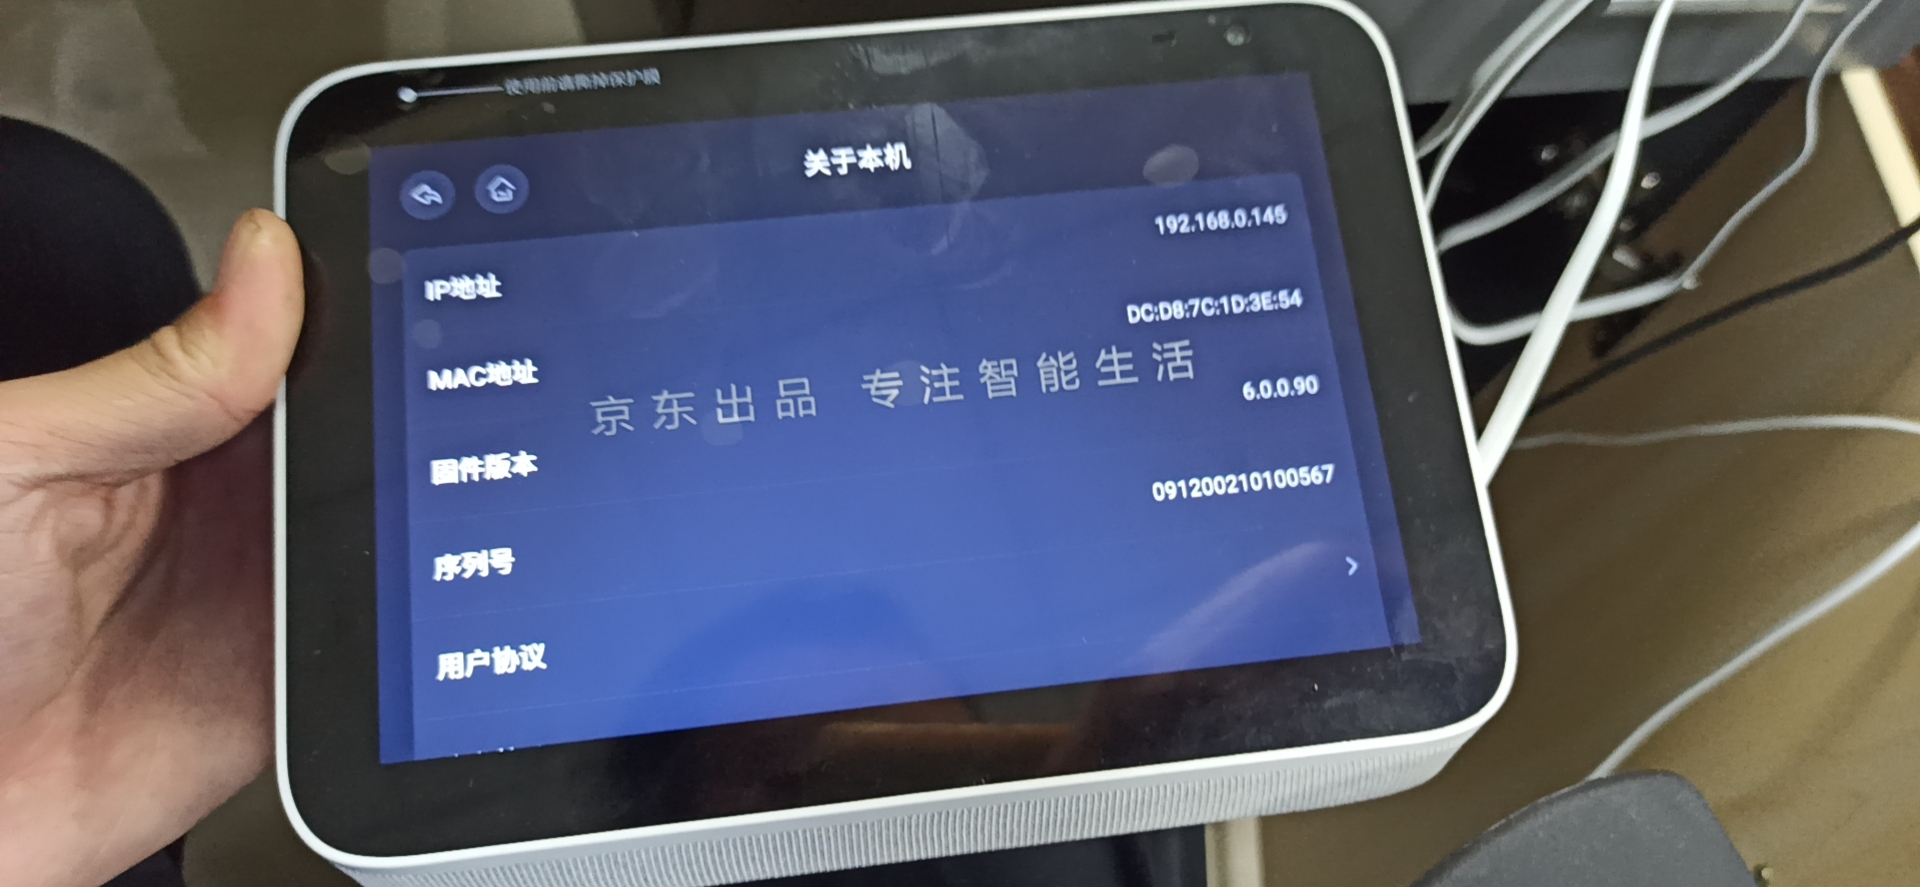 使用前请撕掉保护膜
关于本机
IP地址 192.168.0.145
MAC地址 DC:D8:7C:1D:3E:54
京东出品 专注智能生活
固件版本 6.0.0.90
序列号 091200210100567
用户协议